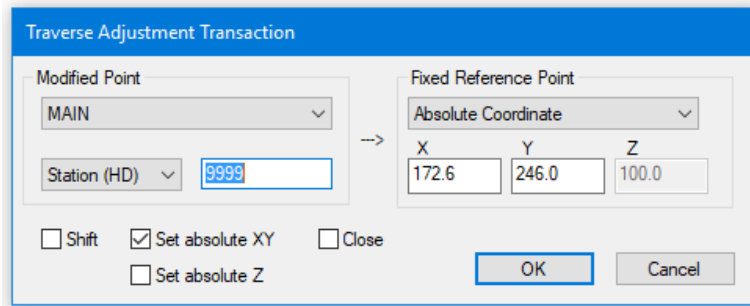 Traverse Adjustment Transaction
Modified Point
MAIN
Station (HD)
9999
--->
Fixed Reference Point
Absolute Coordinate
X Y Z
172.6 246.0 100.0
Shift Set absolute XY Close
Set absolute Z
OK Cancel